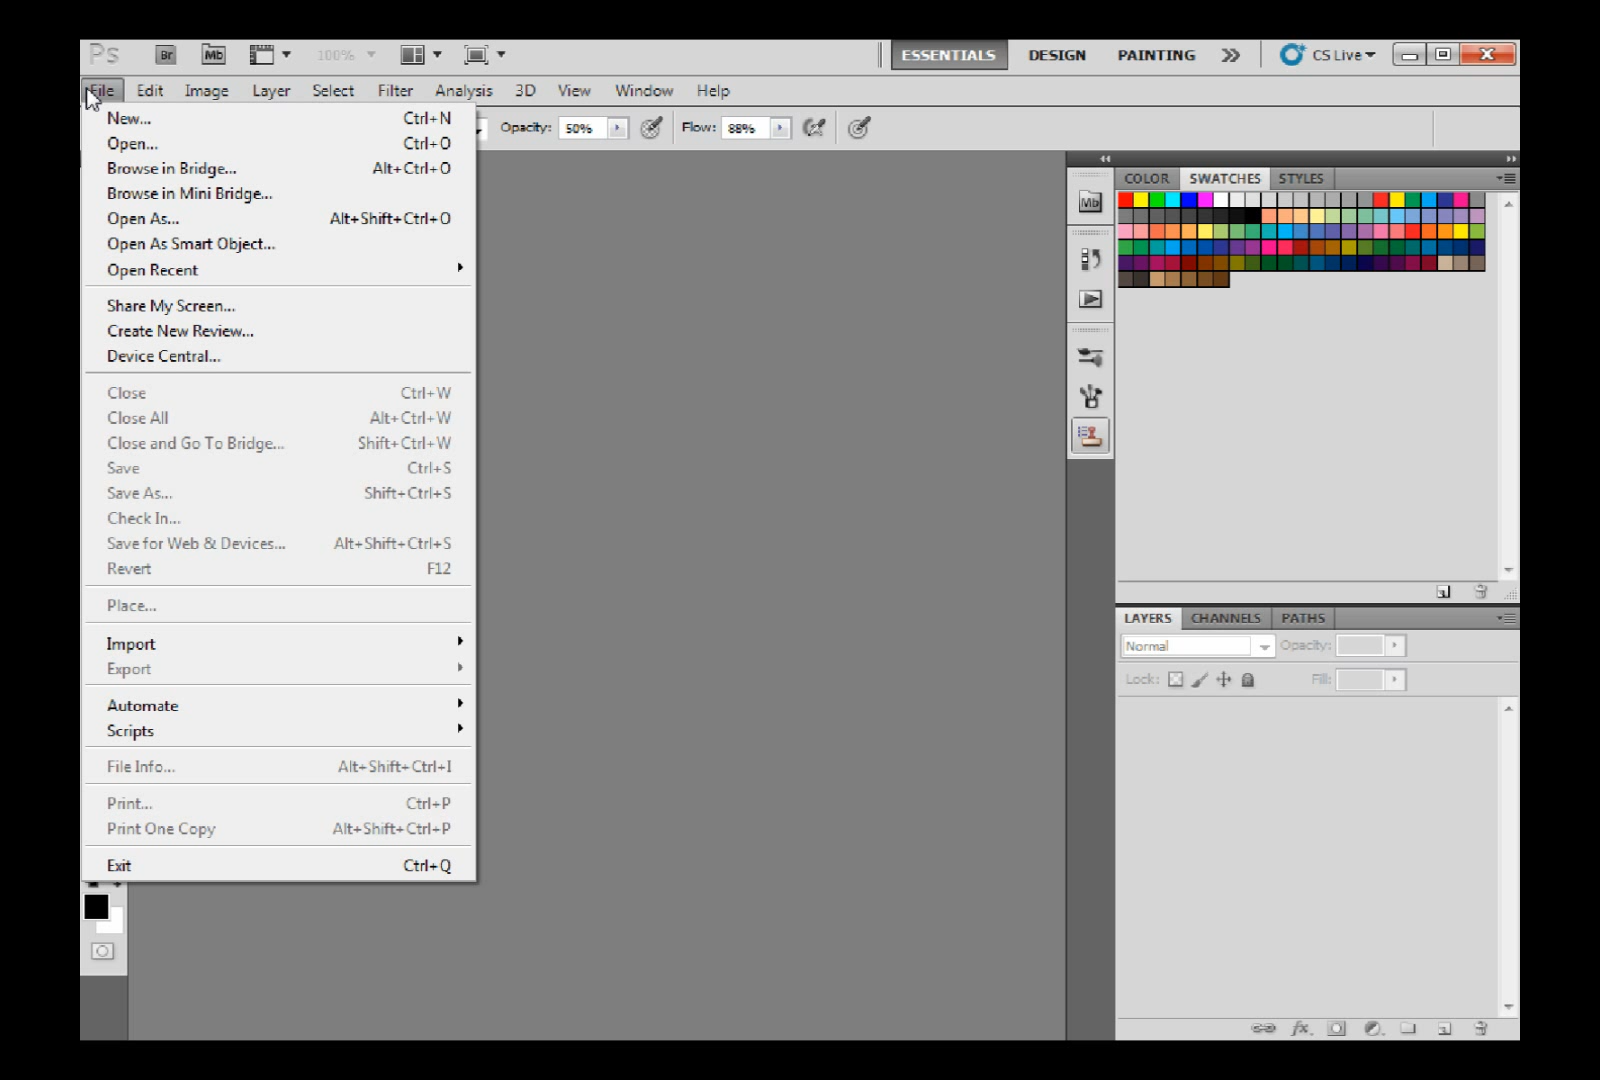 Ps Br Mb 100% ESSENTIALS DESIGN PAINTING CS Live
File Edit Image Layer Select Filter Analysis 3D View Window Help
Opacity: 50% Flow: 88%
New... Ctrl+N
Open... Ctrl+O
Browse in Bridge... Alt+Ctrl+O
Browse in Mini Bridge...
Open As... Alt+Shift+Ctrl+O
Open As Smart Object...
Open Recent
Share My Screen...
Create New Review...
Device Central...
Close Ctrl+W
Close All Alt+Ctrl+W
Close and Go To Bridge... Shift+Ctrl+W
Save Ctrl+S
Save As... Shift+Ctrl+S
Check In...
Save for Web & Devices... Alt+Shift+Ctrl+S
Revert F12
Place...
Import
Export
Automate
Scripts
File Info... Alt+Shift+Ctrl+I
Print... Ctrl+P
Print One Copy Alt+Shift+Ctrl+P
Exit Ctrl+Q
Mb
COLOR SWATCHES STYLES
LAYERS CHANNELS PATHS
Normal Opacity:
Lock: Fill:
fx.